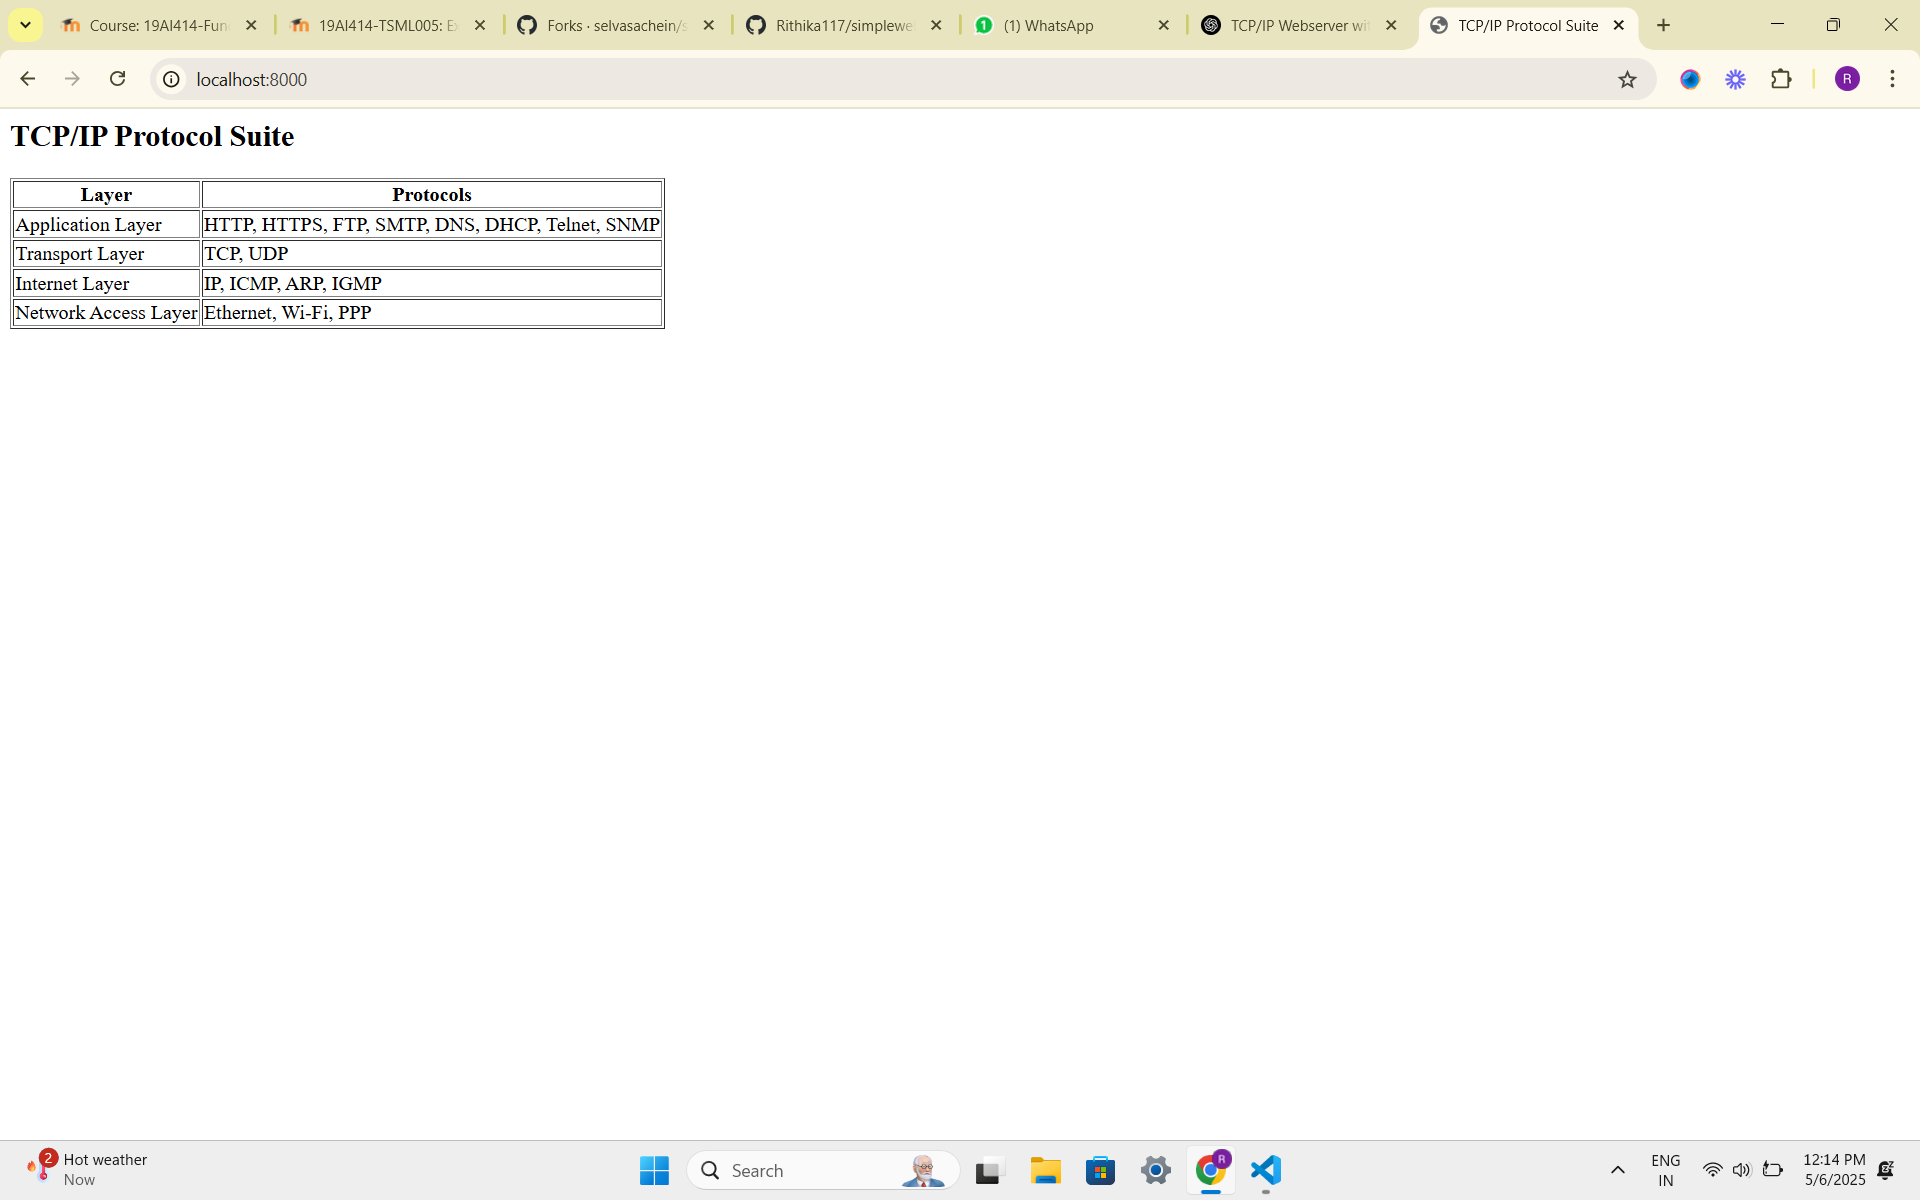 Course: 19AI414-Fun
19AI414-TSML005: Ex
Forks · selvasachein/s
Rithika117/simplewe
(1) WhatsApp
TCP/IP Webserver wit
TCP/IP Protocol Suite
localhost:8000
R
TCP/IP Protocol Suite
Layer Protocols
Application Layer HTTP, HTTPS, FTP, SMTP, DNS, DHCP, Telnet, SNMP
Transport Layer TCP, UDP
Internet Layer IP, ICMP, ARP, IGMP
Network Access Layer Ethernet, Wi-Fi, PPP
2
Hot weather
Now
Search
R
ENG
IN
12:14 PM
5/6/2025